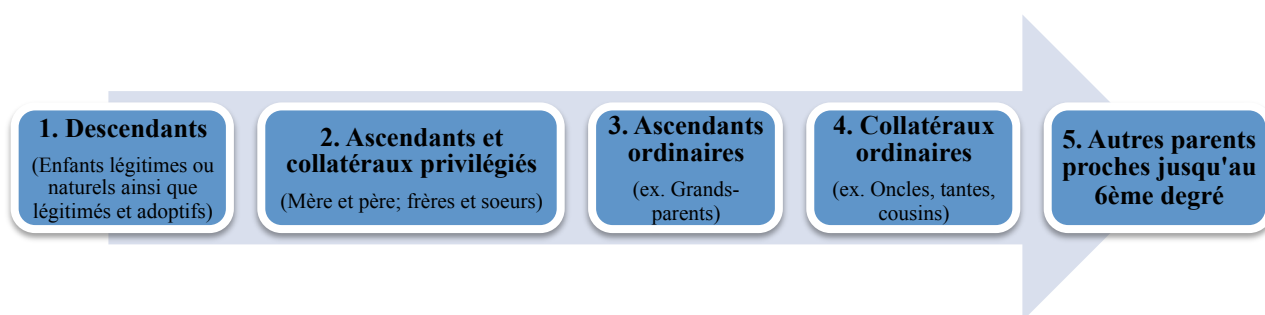 1. Descendants
(Enfants légitimes ou
naturels ainsi que
légitimés et adoptifs)
2. Ascendants et
collatéraux privilégiés
(Mère et père; frères et soeurs)
3. Ascendants
ordinaires
(ex. Grands-
parents)
4. Collatéraux
ordinaires
(ex. Oncles, tantes,
cousins)
5. Autres parents
proches jusqu'au
6ème degré